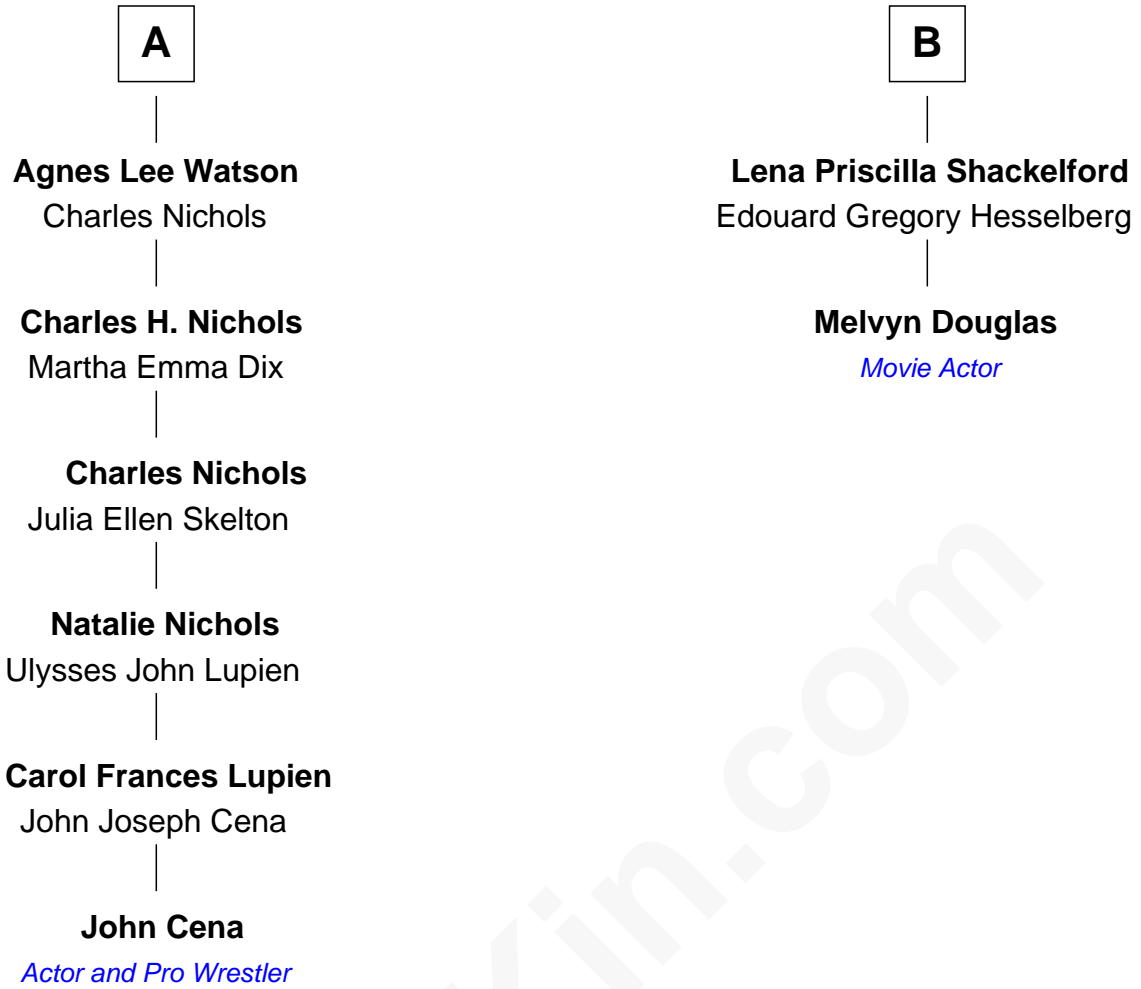 A
Agnes Lee Watson
Charles Nichols
Charles H. Nichols
Martha Emma Dix
Charles Nichols
Julia Ellen Skelton
Natalie Nichols
Ulysses John Lupien
Carol Frances Lupien
John Joseph Cena
John Cena
Actor and Pro Wrestler
B
Lena Priscilla Shackelford
Edouard Gregory Hesselberg
Melvyn Douglas
Movie Actor
Kin.com